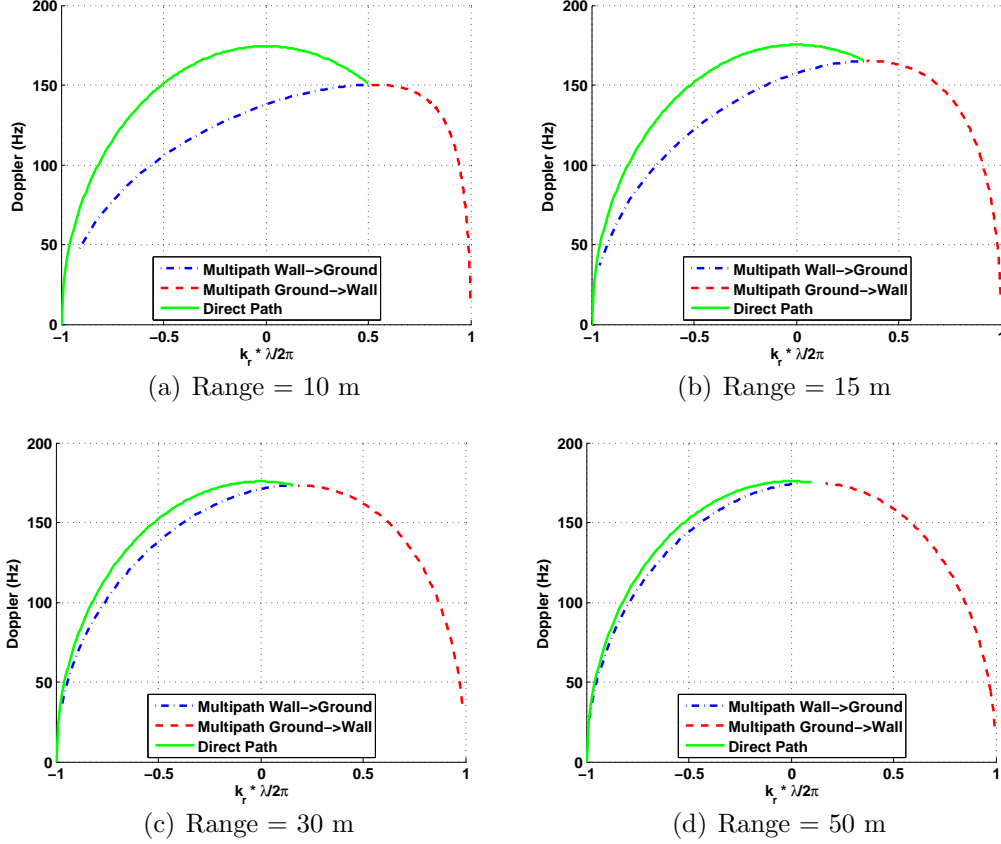 200
150
100
50
0
Doppler (Hz)
Multipath Wall->Ground
Multipath Ground->Wall
Direct Path
−1
−0.5
0
0.5
1
k_r * λ/2π
(a) Range = 10 m
200
150
100
50
0
Doppler (Hz)
Multipath Wall->Ground
Multipath Ground->Wall
Direct Path
−1
−0.5
0
0.5
1
k_r * λ/2π
(b) Range = 15 m
200
150
100
50
0
Doppler (Hz)
Multipath Wall->Ground
Multipath Ground->Wall
Direct Path
−1
−0.5
0
0.5
1
k_r * λ/2π
(c) Range = 30 m
200
150
100
50
0
Doppler (Hz)
Multipath Wall->Ground
Multipath Ground->Wall
Direct Path
−1
−0.5
0
0.5
1
k_r * λ/2π
(d) Range = 50 m